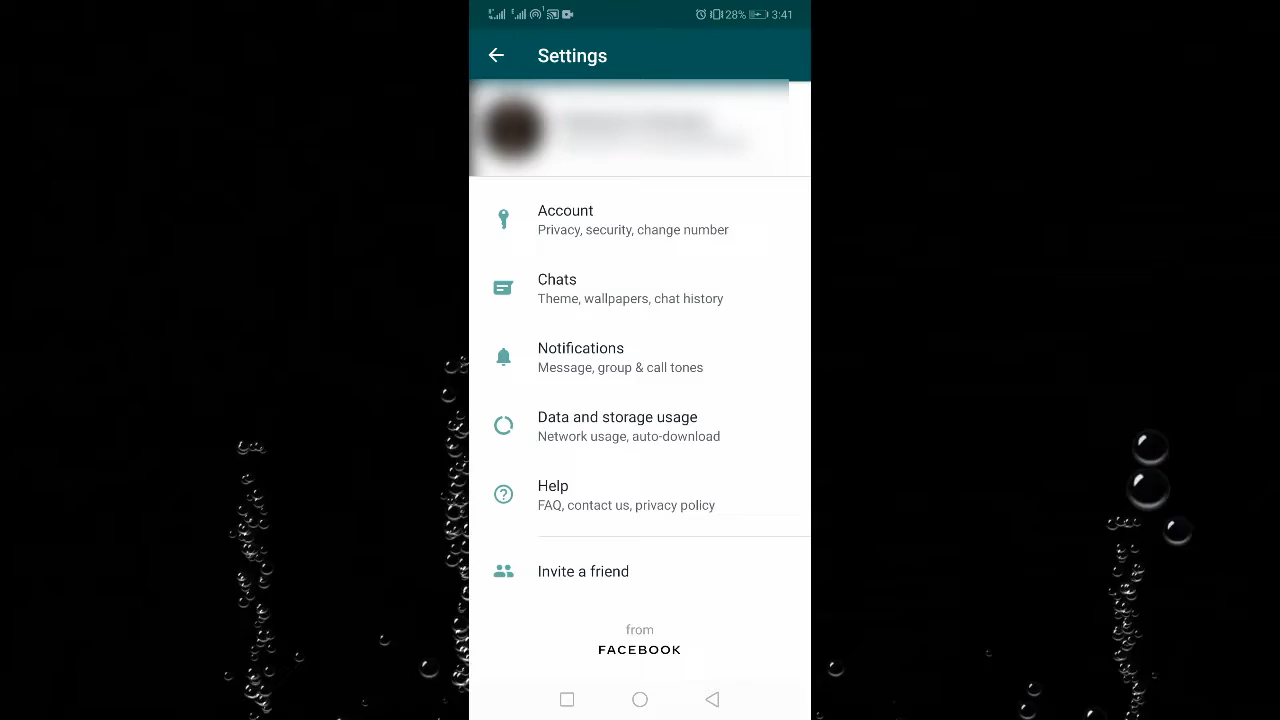 28% 3:41
Settings
Account
Privacy, security, change number
Chats
Theme, wallpapers, chat history
Notifications
Message, group & call tones
Data and storage usage
Network usage, auto-download
Help
FAQ, contact us, privacy policy
Invite a friend
from
FACEBOOK